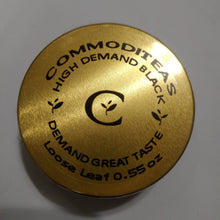 COMMODITEAS
HIGH DEMAND BLACK
C
DEMAND GREAT TASTE
Loose Leaf 0.55 oz